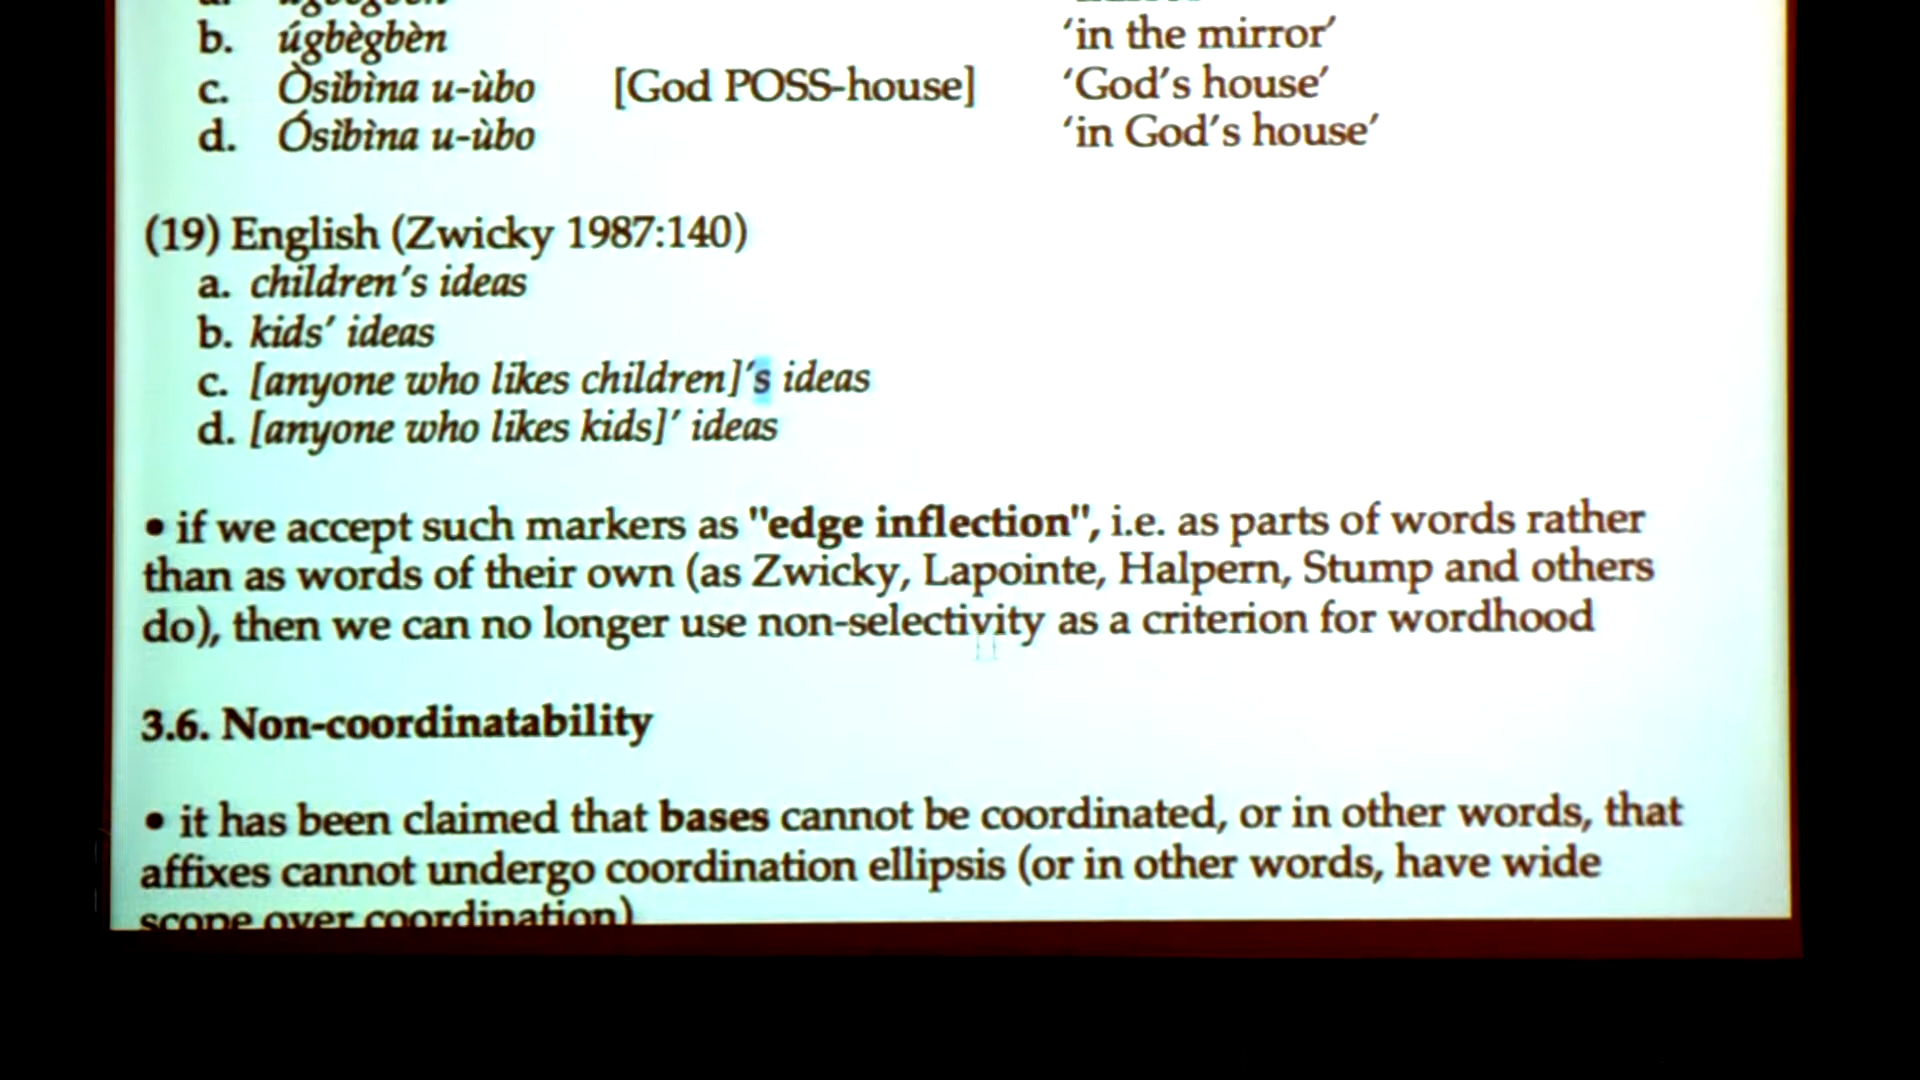 b. úgbègbèn ‘in the mirror’
c. Òsìbìna u-ùbo [God POSS-house] ‘God’s house’
d. Ósìbìna u-ùbo ‘in God’s house’
(19) English (Zwicky 1987:140)
a. children’s ideas
b. kids’ ideas
c. [anyone who likes children]’s ideas
d. [anyone who likes kids]’ ideas
• if we accept such markers as "edge inflection", i.e. as parts of words rather
than as words of their own (as Zwicky, Lapointe, Halpern, Stump and others
do), then we can no longer use non-selectivity as a criterion for wordhood
3.6. Non-coordinatability
• it has been claimed that bases cannot be coordinated, or in other words, that
affixes cannot undergo coordination ellipsis (or in other words, have wide
scope over coordination)